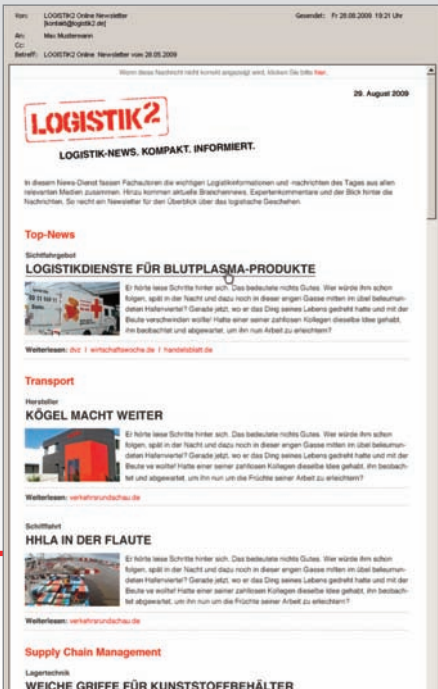 Von: LOGISTIK2 Online Newsletter Gesendet: Fr 28.08.2009 19:21 Uhr
[kontakt@logistik2.de]
An: Max Mustermann
Cc:
Betreff: LOGISTIK2 Online Newsletter vom 28.05.2009
Wenn diese Nachricht nicht korrekt angezeigt wird, klicken Sie bitte hier.
29. August 2009
LOGISTIK2
LOGISTIK-NEWS. KOMPAKT. INFORMIERT.
In diesem News-Dienst fassen Fachautoren die wichtigen Logistikinformationen und -nachrichten des Tages aus allen
relevanten Medien zusammen. Hinzu kommen aktuelle Branchennews, Expertenkommentare und der Blick hinter die
Nachrichten. So reicht ein Newsletter für den Überblick über das logistische Geschehen.
Top-News
Sichtfahrgebot
LOGISTIKDIENSTE FÜR BLUTPLASMA-PRODUKTE
Er hörte leise Schritte hinter sich. Das bedeutete nichts Gutes. Wer würde ihm schon
folgen, spät in der Nacht und dazu noch in dieser engen Gasse mitten im übel beleumun-
deten Hafenviertel? Gerade jetzt, wo er das Ding seines Lebens gedreht hatte und mit der
Beute verschwinden wollte! Hatte einer seiner zahllosen Kollegen dieselbe Idee gehabt,
ihn beobachtet und abgewartet, um ihn nun Arbeit zu erleichtern?
Weiterlesen: dvz | wirtschaftswoche.de | handelsblatt.de
Transport
Hersteller
KÖGEL MACHT WEITER
Er hörte leise Schritte hinter sich. Das bedeutete nichts Gutes. Wer würde ihm schon
folgen, spät in der Nacht und dazu noch in dieser engen Gasse mitten im übel beleumun-
deten Hafenviertel? Gerade jetzt, wo er das Ding seines Lebens gedreht hatte und mit der
Beute ve wollte! Hatte einer seiner zahllosen Kollegen dieselbe Idee gehabt, ihn beobach-
tet und abgewartet, um ihn nun um die Früchte seiner Arbeit zu erleichtern?
Weiterlesen: verkehrsrundschau.de
Schifffahrt
HHLA IN DER FLAUTE
Er hörte leise Schritte hinter sich. Das bedeutete nichts Gutes. Wer würde ihm schon
folgen, spät in der Nacht und dazu noch in dieser engen Gasse mitten im übel beleumun-
deten Hafenviertel? Gerade jetzt, wo er das Ding seines Lebens gedreht hatte und mit der
Beute ve wollte! Hatte einer seiner zahllosen Kollegen dieselbe Idee gehabt, ihn beobach-
tet abgewartet, um ihn nun um die Früchte seiner Arbeit zu erleichtern?
Weiterlesen: verkehrsrundschau.de
Supply Chain Management
Lagertechnik
WEICHE GRIFFE FÜR KUNSTSTOFFBEHÄLTER